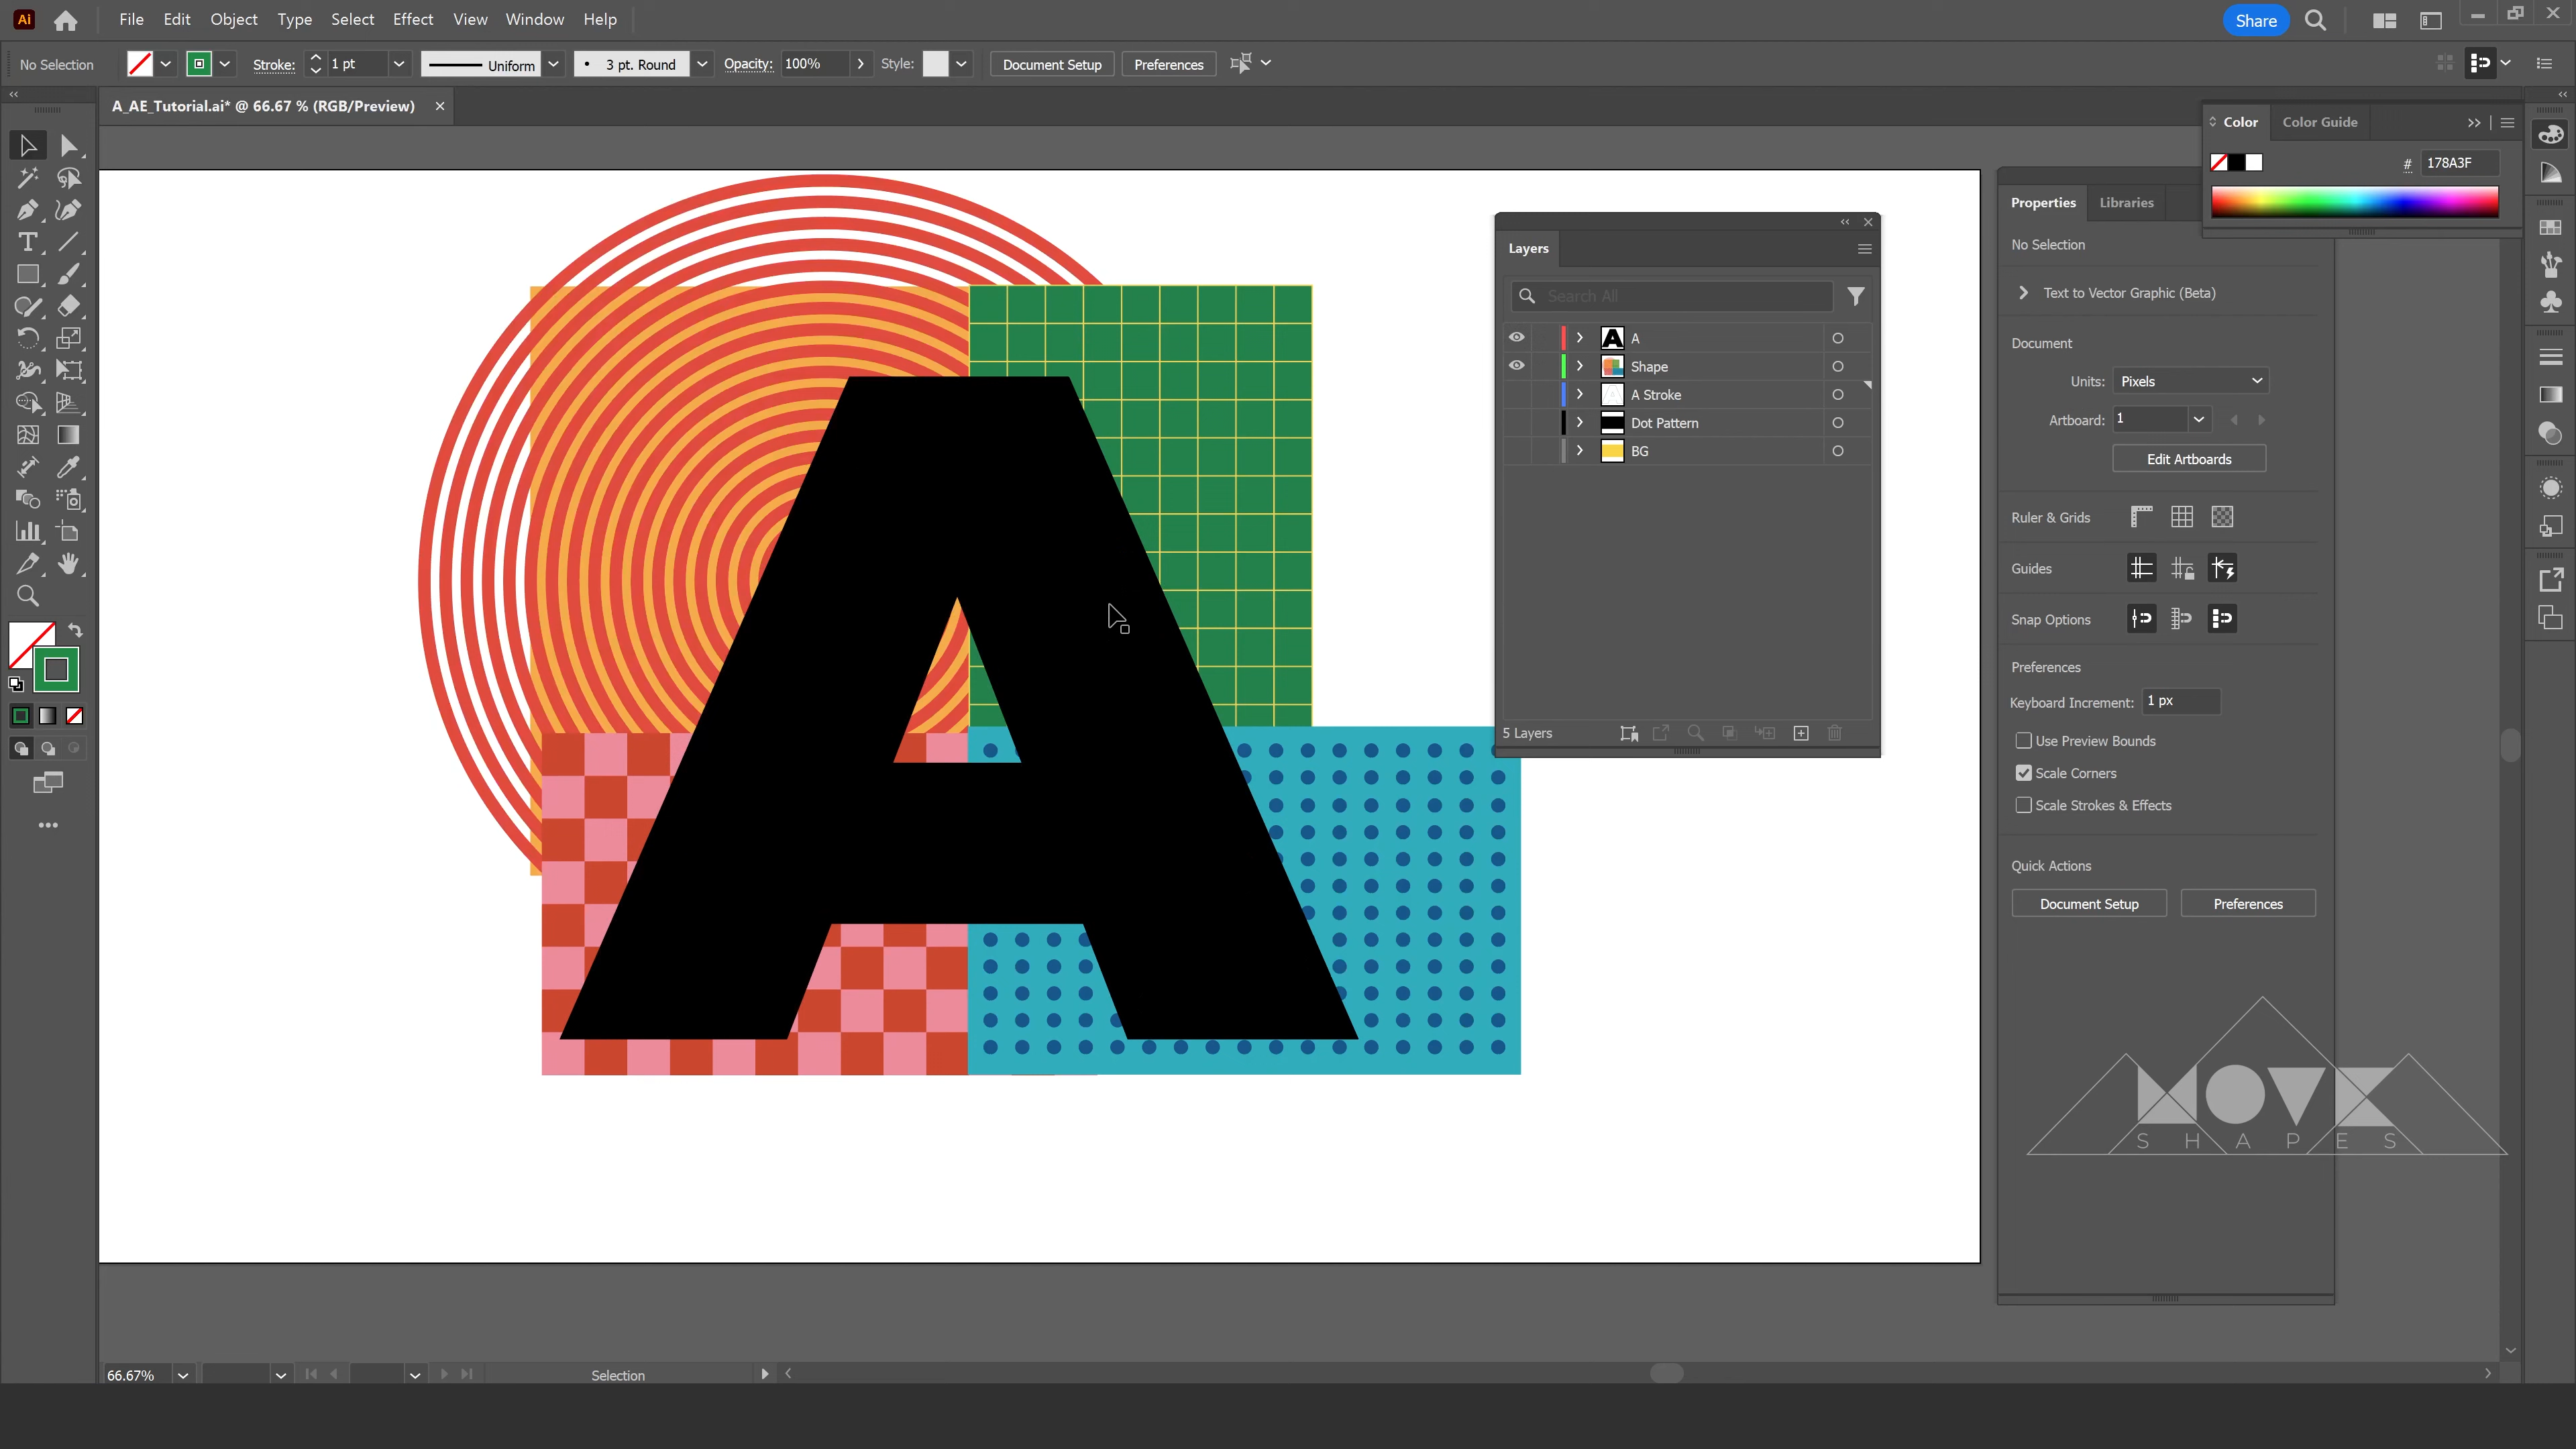 Ai File Edit Object Type Select Effect View Window Help Share
No Selection Stroke: 1 pt Uniform 3 pt. Round Opacity: 100% Style: Document Setup Preferences
A_AE_Tutorial.ai* @ 66.67 % (RGB/Preview)
Color Color Guide
# 178A3F
Properties Libraries
No Selection
Text to Vector Graphic (Beta)
Document
Units: Pixels
Artboard: 1
Edit Artboards
Ruler & Grids
Guides
Snap Options
Preferences
Keyboard Increment: 1 px
Use Preview Bounds
Scale Corners
Scale Strokes & Effects
Quick Actions
Document Setup Preferences
Layers
Search All
A
Shape
A Stroke
Dot Pattern
BG
5 Layers
A
MOVE
SHAPES
66.67% Selection